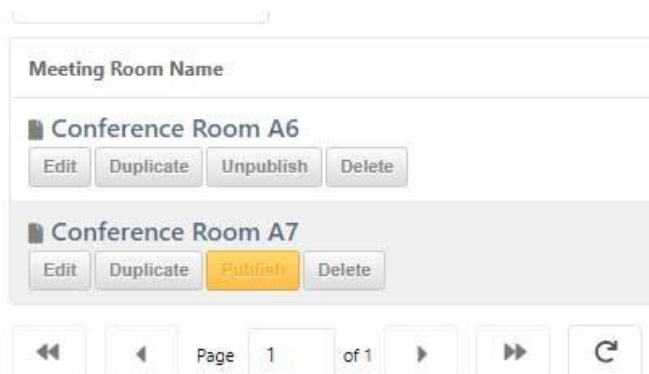 Meeting Room Name
Conference Room A6
Edit Duplicate Unpublish Delete
Conference Room A7
Edit Duplicate Publish Delete
Page 1 of 1